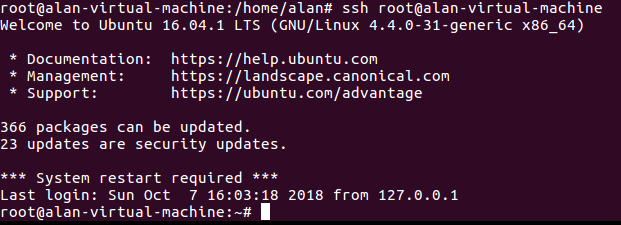 root@alan-virtual-machine:/home/alan# ssh root@alan-virtual-machine
Welcome to Ubuntu 16.04.1 LTS (GNU/Linux 4.4.0-31-generic x86_64)
 * Documentation:  https://help.ubuntu.com
 * Management:     https://landscape.canonical.com
 * Support:        https://ubuntu.com/advantage
366 packages can be updated.
23 updates are security updates.
*** System restart required ***
Last login: Sun Oct  7 16:03:18 2018 from 127.0.0.1
root@alan-virtual-machine:~#